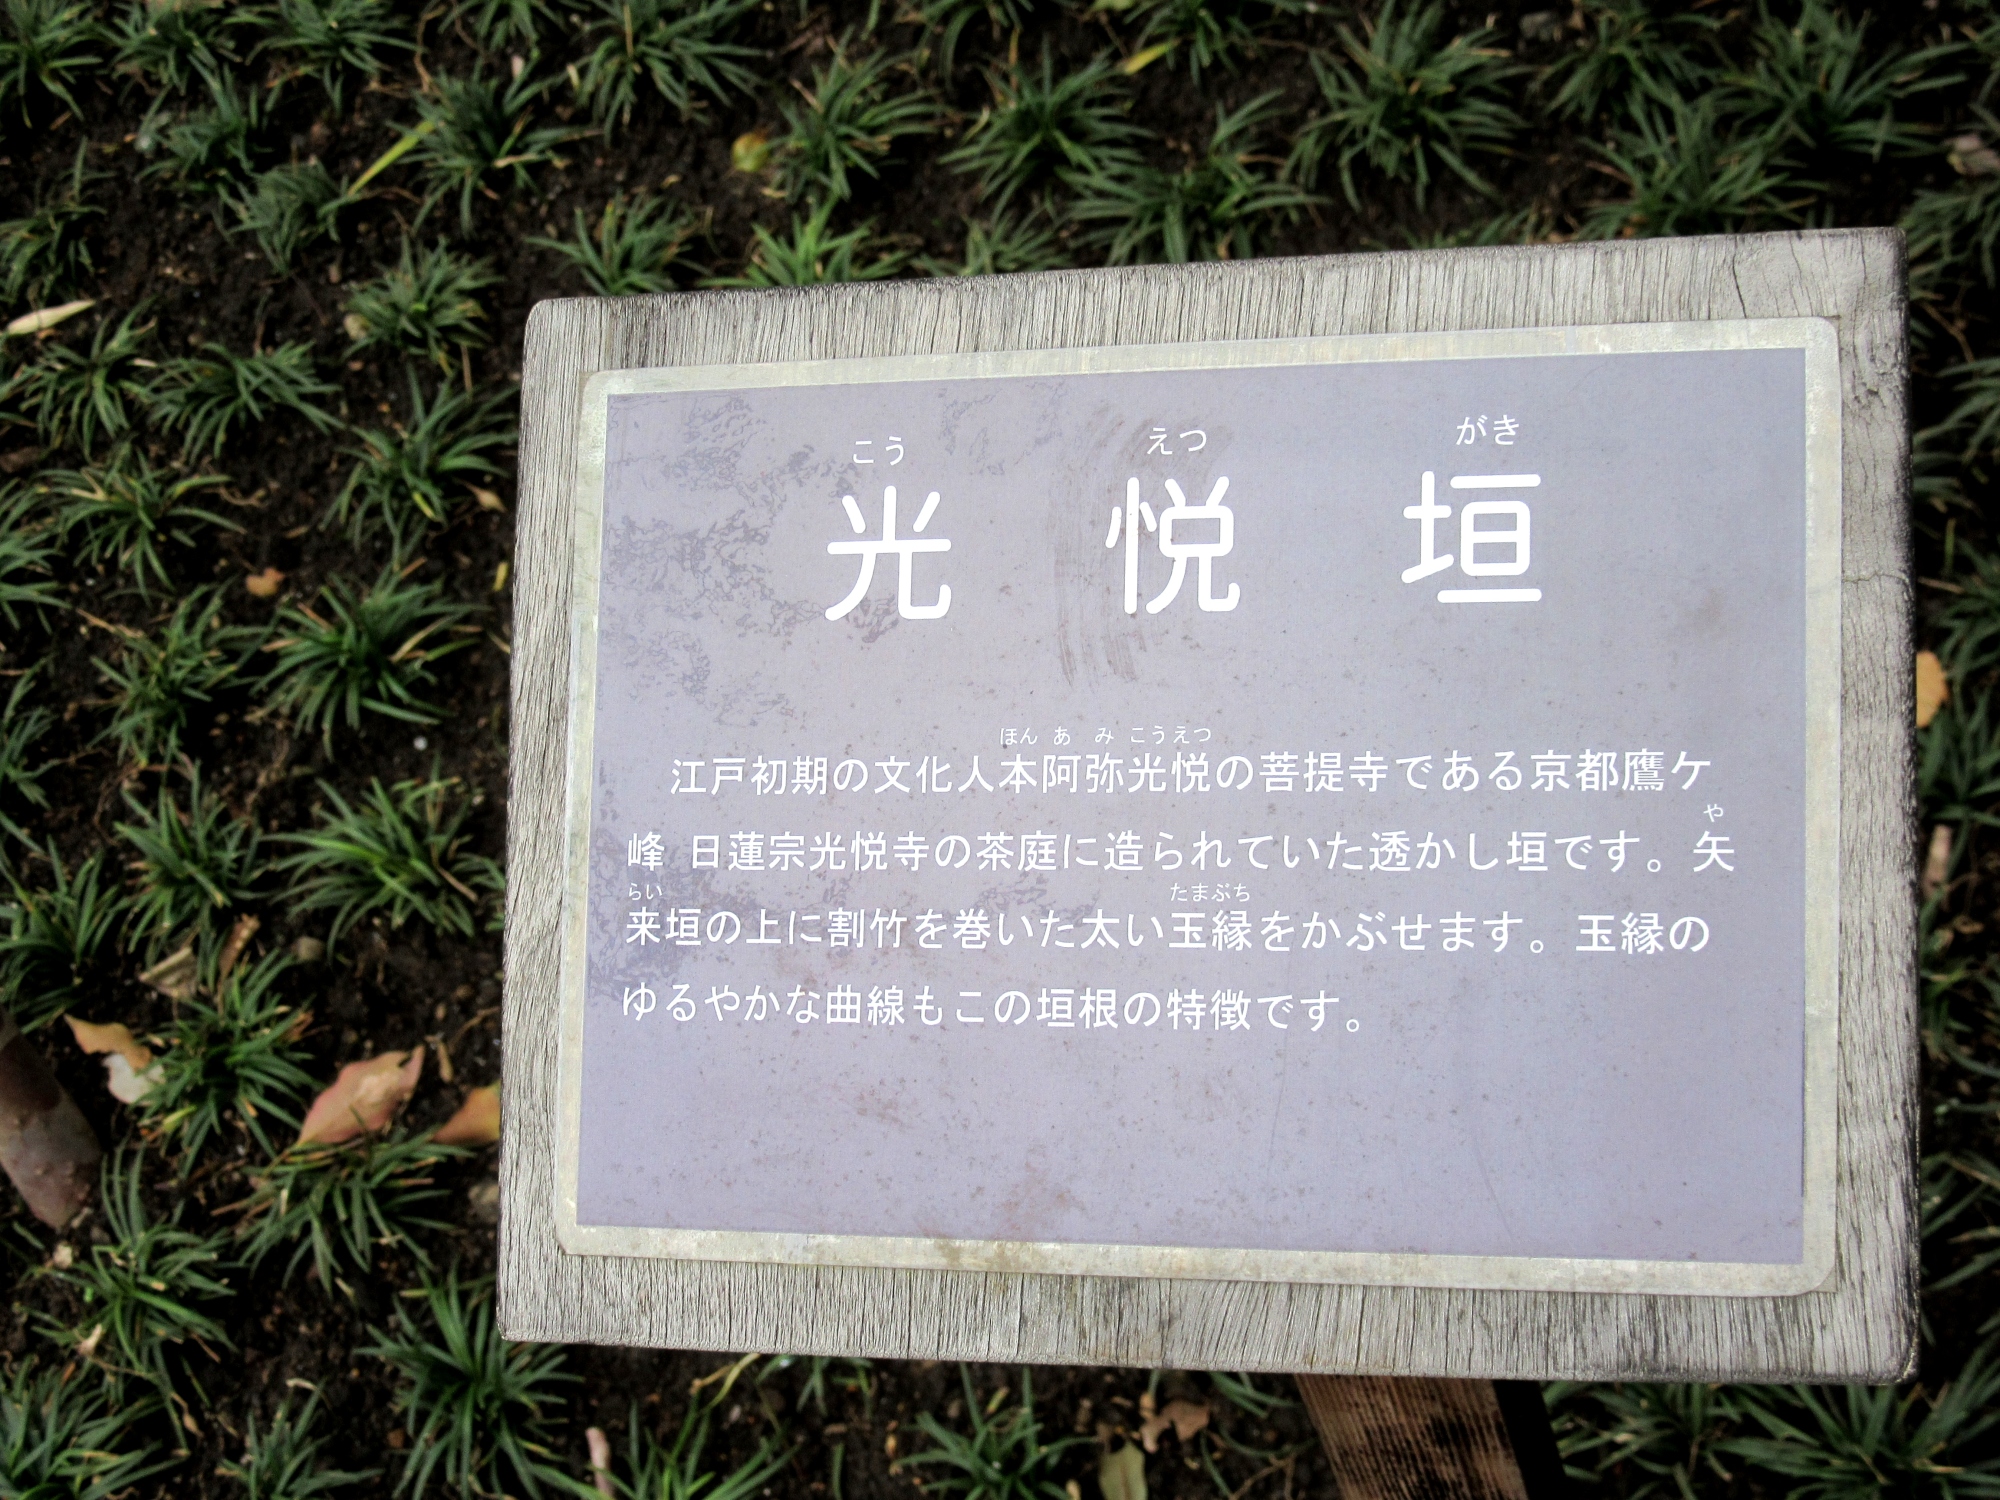 こう えつ がき
光 悦 垣
ほん あ み こうえつ
江戸初期の文化人本阿弥光悦の菩提寺である京都鷹ケ
や
峰 日蓮宗光悦寺の茶庭に造られていた透かし垣です。矢
らい たまぶち
来垣の上に割竹を巻いた太い玉縁をかぶせます。玉縁の
ゆるやかな曲線もこの垣根の特徴です。